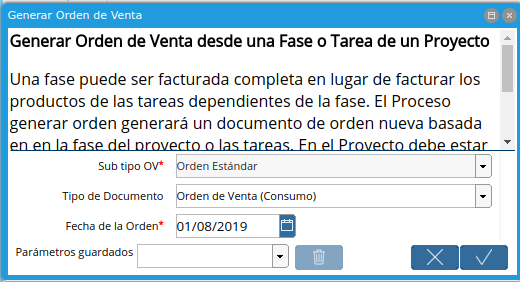 Generar Orden de Venta
Generar Orden de Venta desde una Fase o Tarea de un Proyecto
Una fase puede ser facturada completa en lugar de facturar los
productos de las tareas dependientes de la fase. El Proceso
generar orden generará un documento de orden nueva basada
en en la fase del proyecto o las tareas. En el Proyecto debe estar
Sub tipo OV* Orden Estándar
Tipo de Documento Orden de Venta (Consumo)
Fecha de la Orden* 01/08/2019
Parámetros guardados